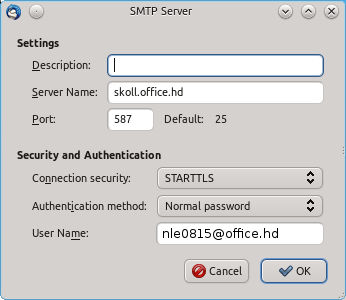 SMTP Server
Settings
Description:
Server Name: skoll.office.hd
Port: 587 Default: 25
Security and Authentication
Connection security: STARTTLS
Authentication method: Normal password
User Name: nle0815@office.hd
Cancel OK